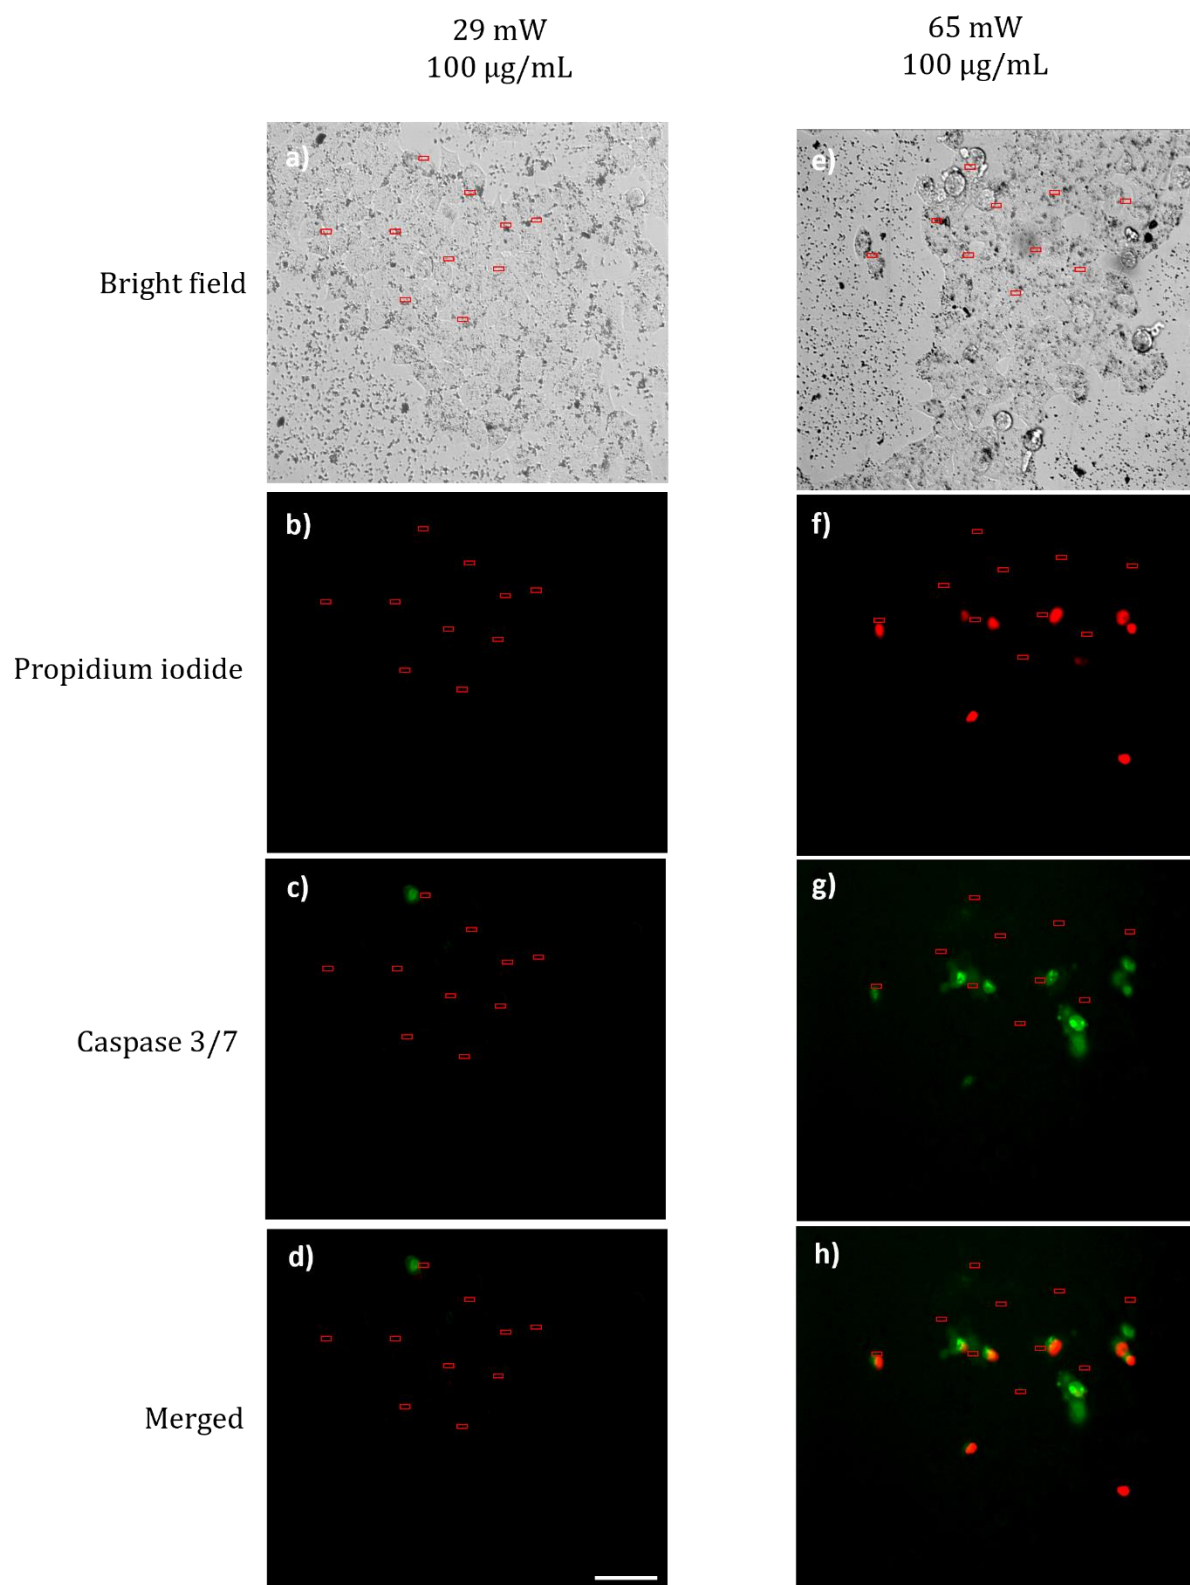 29 mW
100 μg/mL
65 mW
100 μg/mL
Bright field
a)
e)
Propidium iodide
b)
f)
Caspase 3/7
c)
g)
Merged
d)
h)